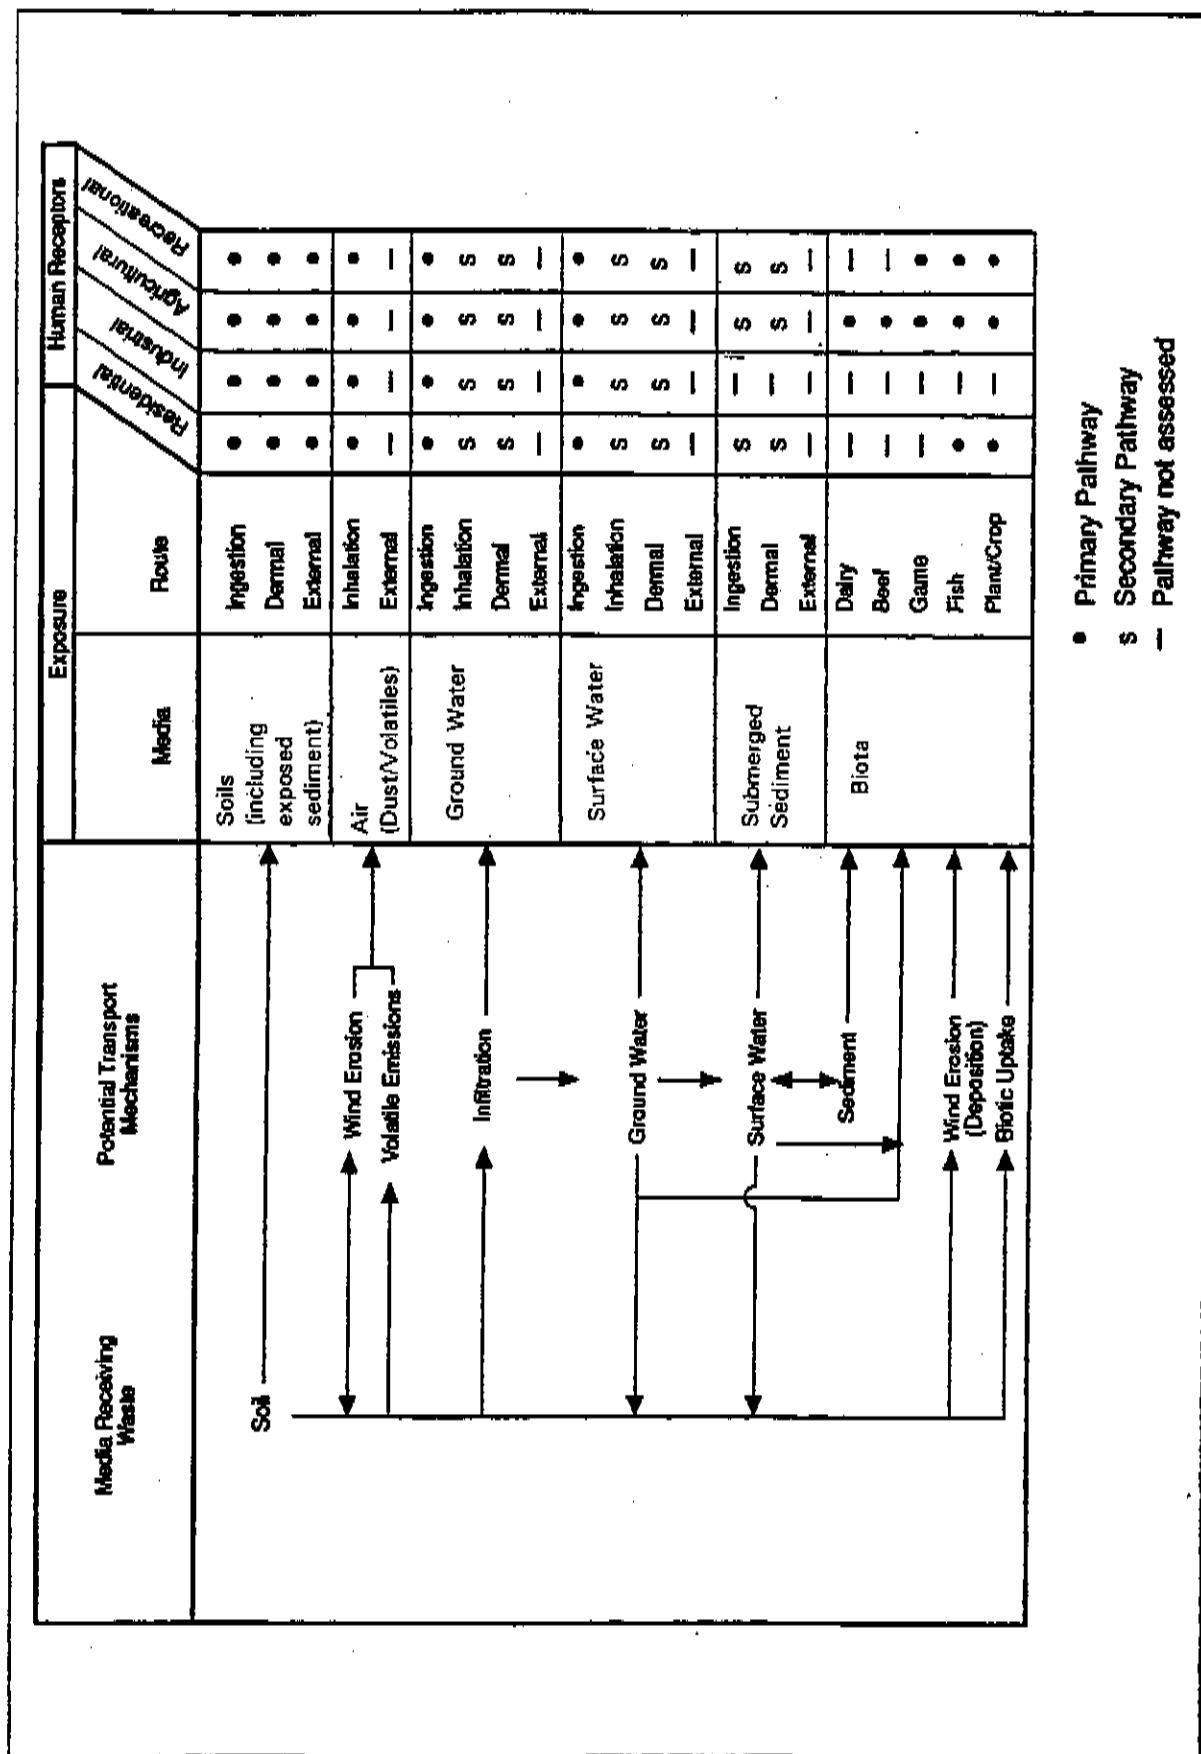 Media Receiving
Waste
Potential Transport
Mechanisms
Exposure
Human Receptors
Media
Route
Residential
Industrial
Agricultural
Recreational
Soil
Wind Erosion
Volatile Emissions
Infiltration
Ground Water
Surface Water
Sediment
Wind Erosion
(Deposition)
Biotic Uptake
Soils
(including
exposed
sediment)
Ingestion ● ● ● ●
Dermal ● ● ● ●
External ● ● ● ●
Air
(Dust/Volatiles)
Inhalation ● ● ● ●
External — — — —
Ground Water
Ingestion ● ● ● ●
Inhalation S S S S
Dermal S S S S
External — — — —
Surface Water
Ingestion ● ● ● ●
Inhalation S S S S
Dermal S S S S
External — — — —
Submerged
Sediment
Ingestion S — S S
Dermal S — S S
External — — — —
Biota
Dairy — — ● —
Beef — — ● —
Game — — ● ●
Fish ● — ● ●
Plant/Crop ● — ● ●
● Primary Pathway
S Secondary Pathway
— Pathway not assessed